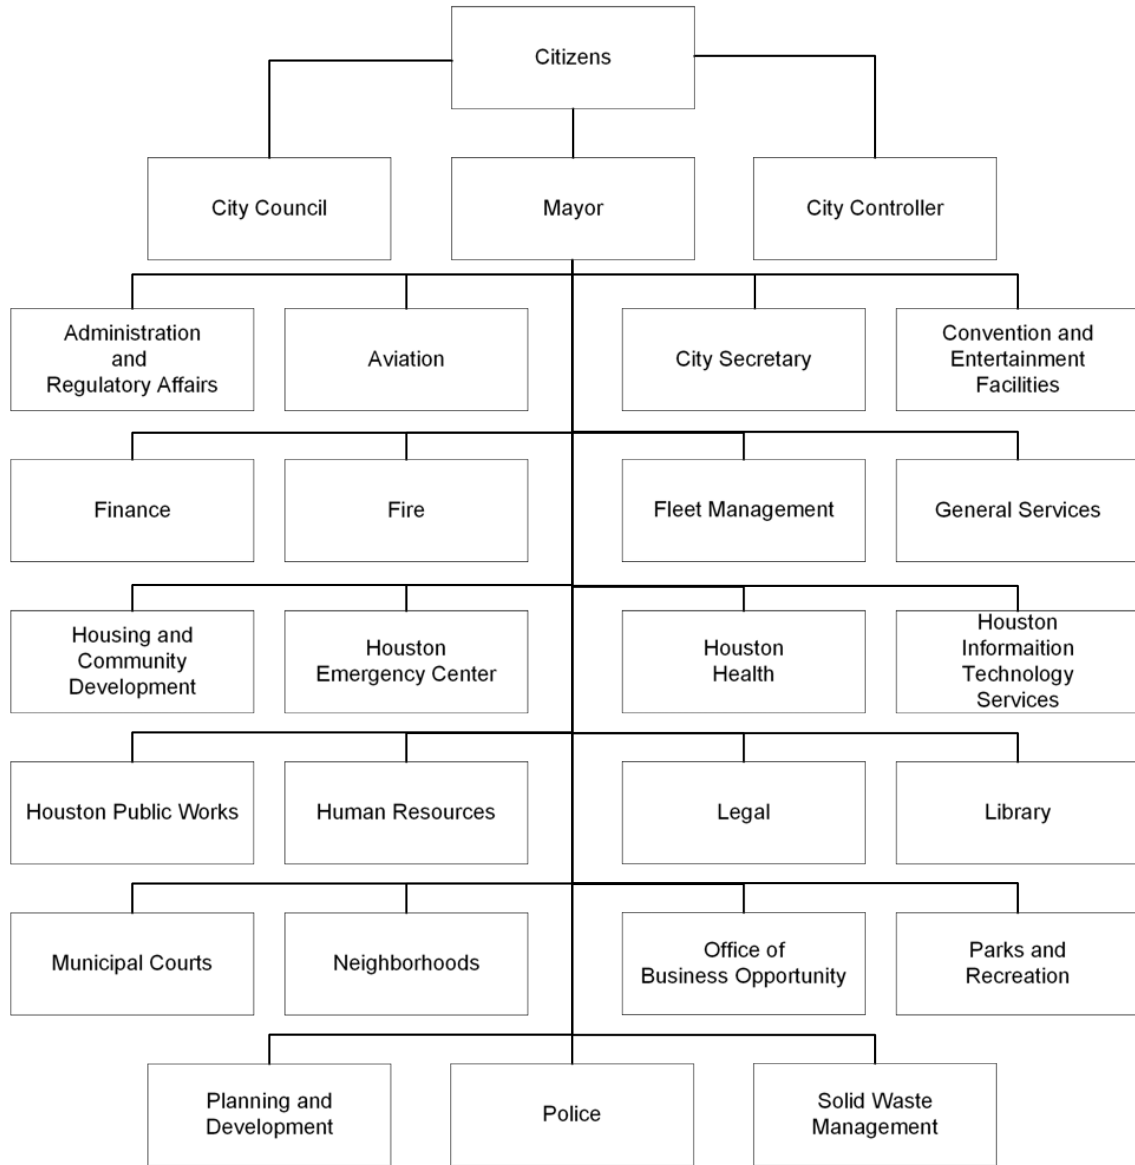 Citizens
City Council
Mayor
City Controller
Administration
and
Regulatory Affairs
Aviation
City Secretary
Convention and
Entertainment
Facilities
Finance
Fire
Fleet Management
General Services
Housing and
Community
Development
Houston
Emergency Center
Houston
Health
Houston
Informaition
Technology
Services
Houston Public Works
Human Resources
Legal
Library
Municipal Courts
Neighborhoods
Office of
Business Opportunity
Parks and
Recreation
Planning and
Development
Police
Solid Waste
Management